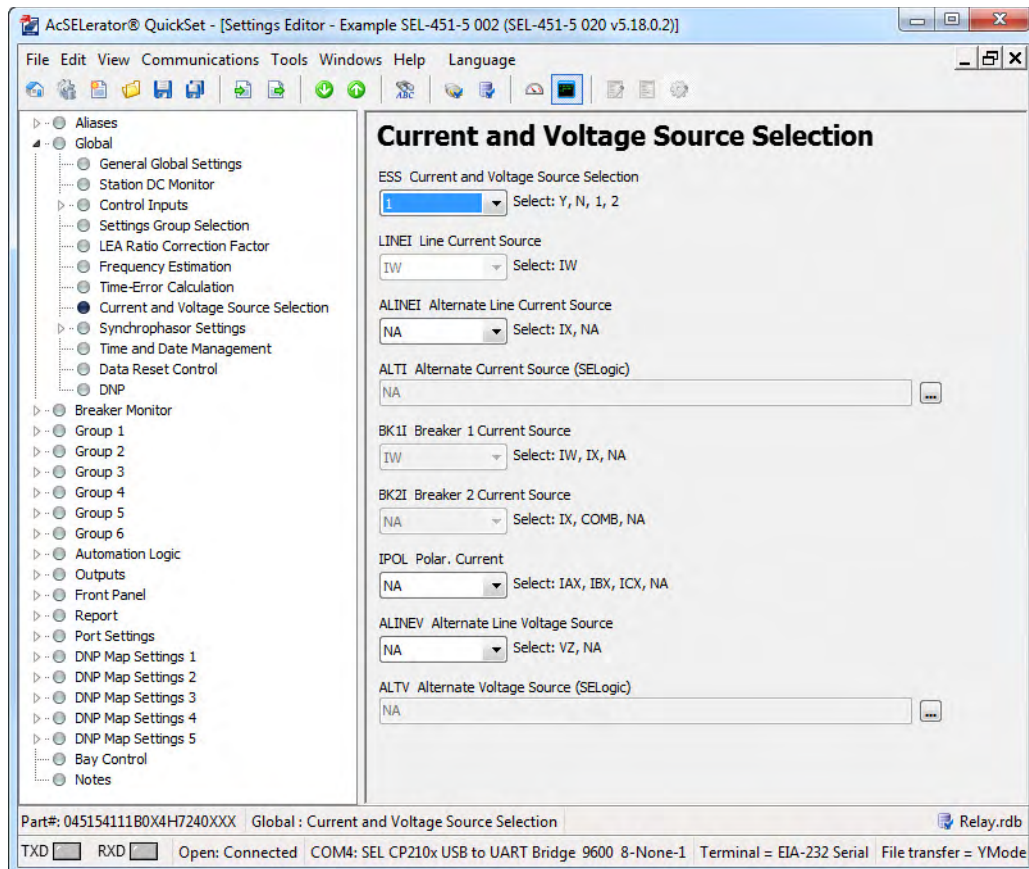 AcSELerator® QuickSet - [Settings Editor - Example SEL-451-5 002 (SEL-451-5 020 v5.18.0.2)]
File Edit View Communications Tools Windows Help Language
Aliases
Global
General Global Settings
Station DC Monitor
Control Inputs
Settings Group Selection
LEA Ratio Correction Factor
Frequency Estimation
Time-Error Calculation
Current and Voltage Source Selection
Synchrophasor Settings
Time and Date Management
Data Reset Control
DNP
Breaker Monitor
Group 1
Group 2
Group 3
Group 4
Group 5
Group 6
Automation Logic
Outputs
Front Panel
Report
Port Settings
DNP Map Settings 1
DNP Map Settings 2
DNP Map Settings 3
DNP Map Settings 4
DNP Map Settings 5
Bay Control
Notes
Current and Voltage Source Selection
ESS Current and Voltage Source Selection
1 Select: Y, N, 1, 2
LINEI Line Current Source
IW Select: IW
ALINEI Alternate Line Current Source
NA Select: IX, NA
ALTI Alternate Current Source (SELogic)
NA ...
BK1I Breaker 1 Current Source
IW Select: IW, IX, NA
BK2I Breaker 2 Current Source
NA Select: IX, COMB, NA
IPOL Polar. Current
NA Select: IAX, IBX, ICX, NA
ALINEV Alternate Line Voltage Source
NA Select: VZ, NA
ALTV Alternate Voltage Source (SELogic)
NA ...
Part#: 045154111B0X4H7240XXX Global : Current and Voltage Source Selection Relay.rdb
TXD RXD Open: Connected COM4: SEL CP210x USB to UART Bridge 9600 8-None-1 Terminal = EIA-232 Serial File transfer = YMode